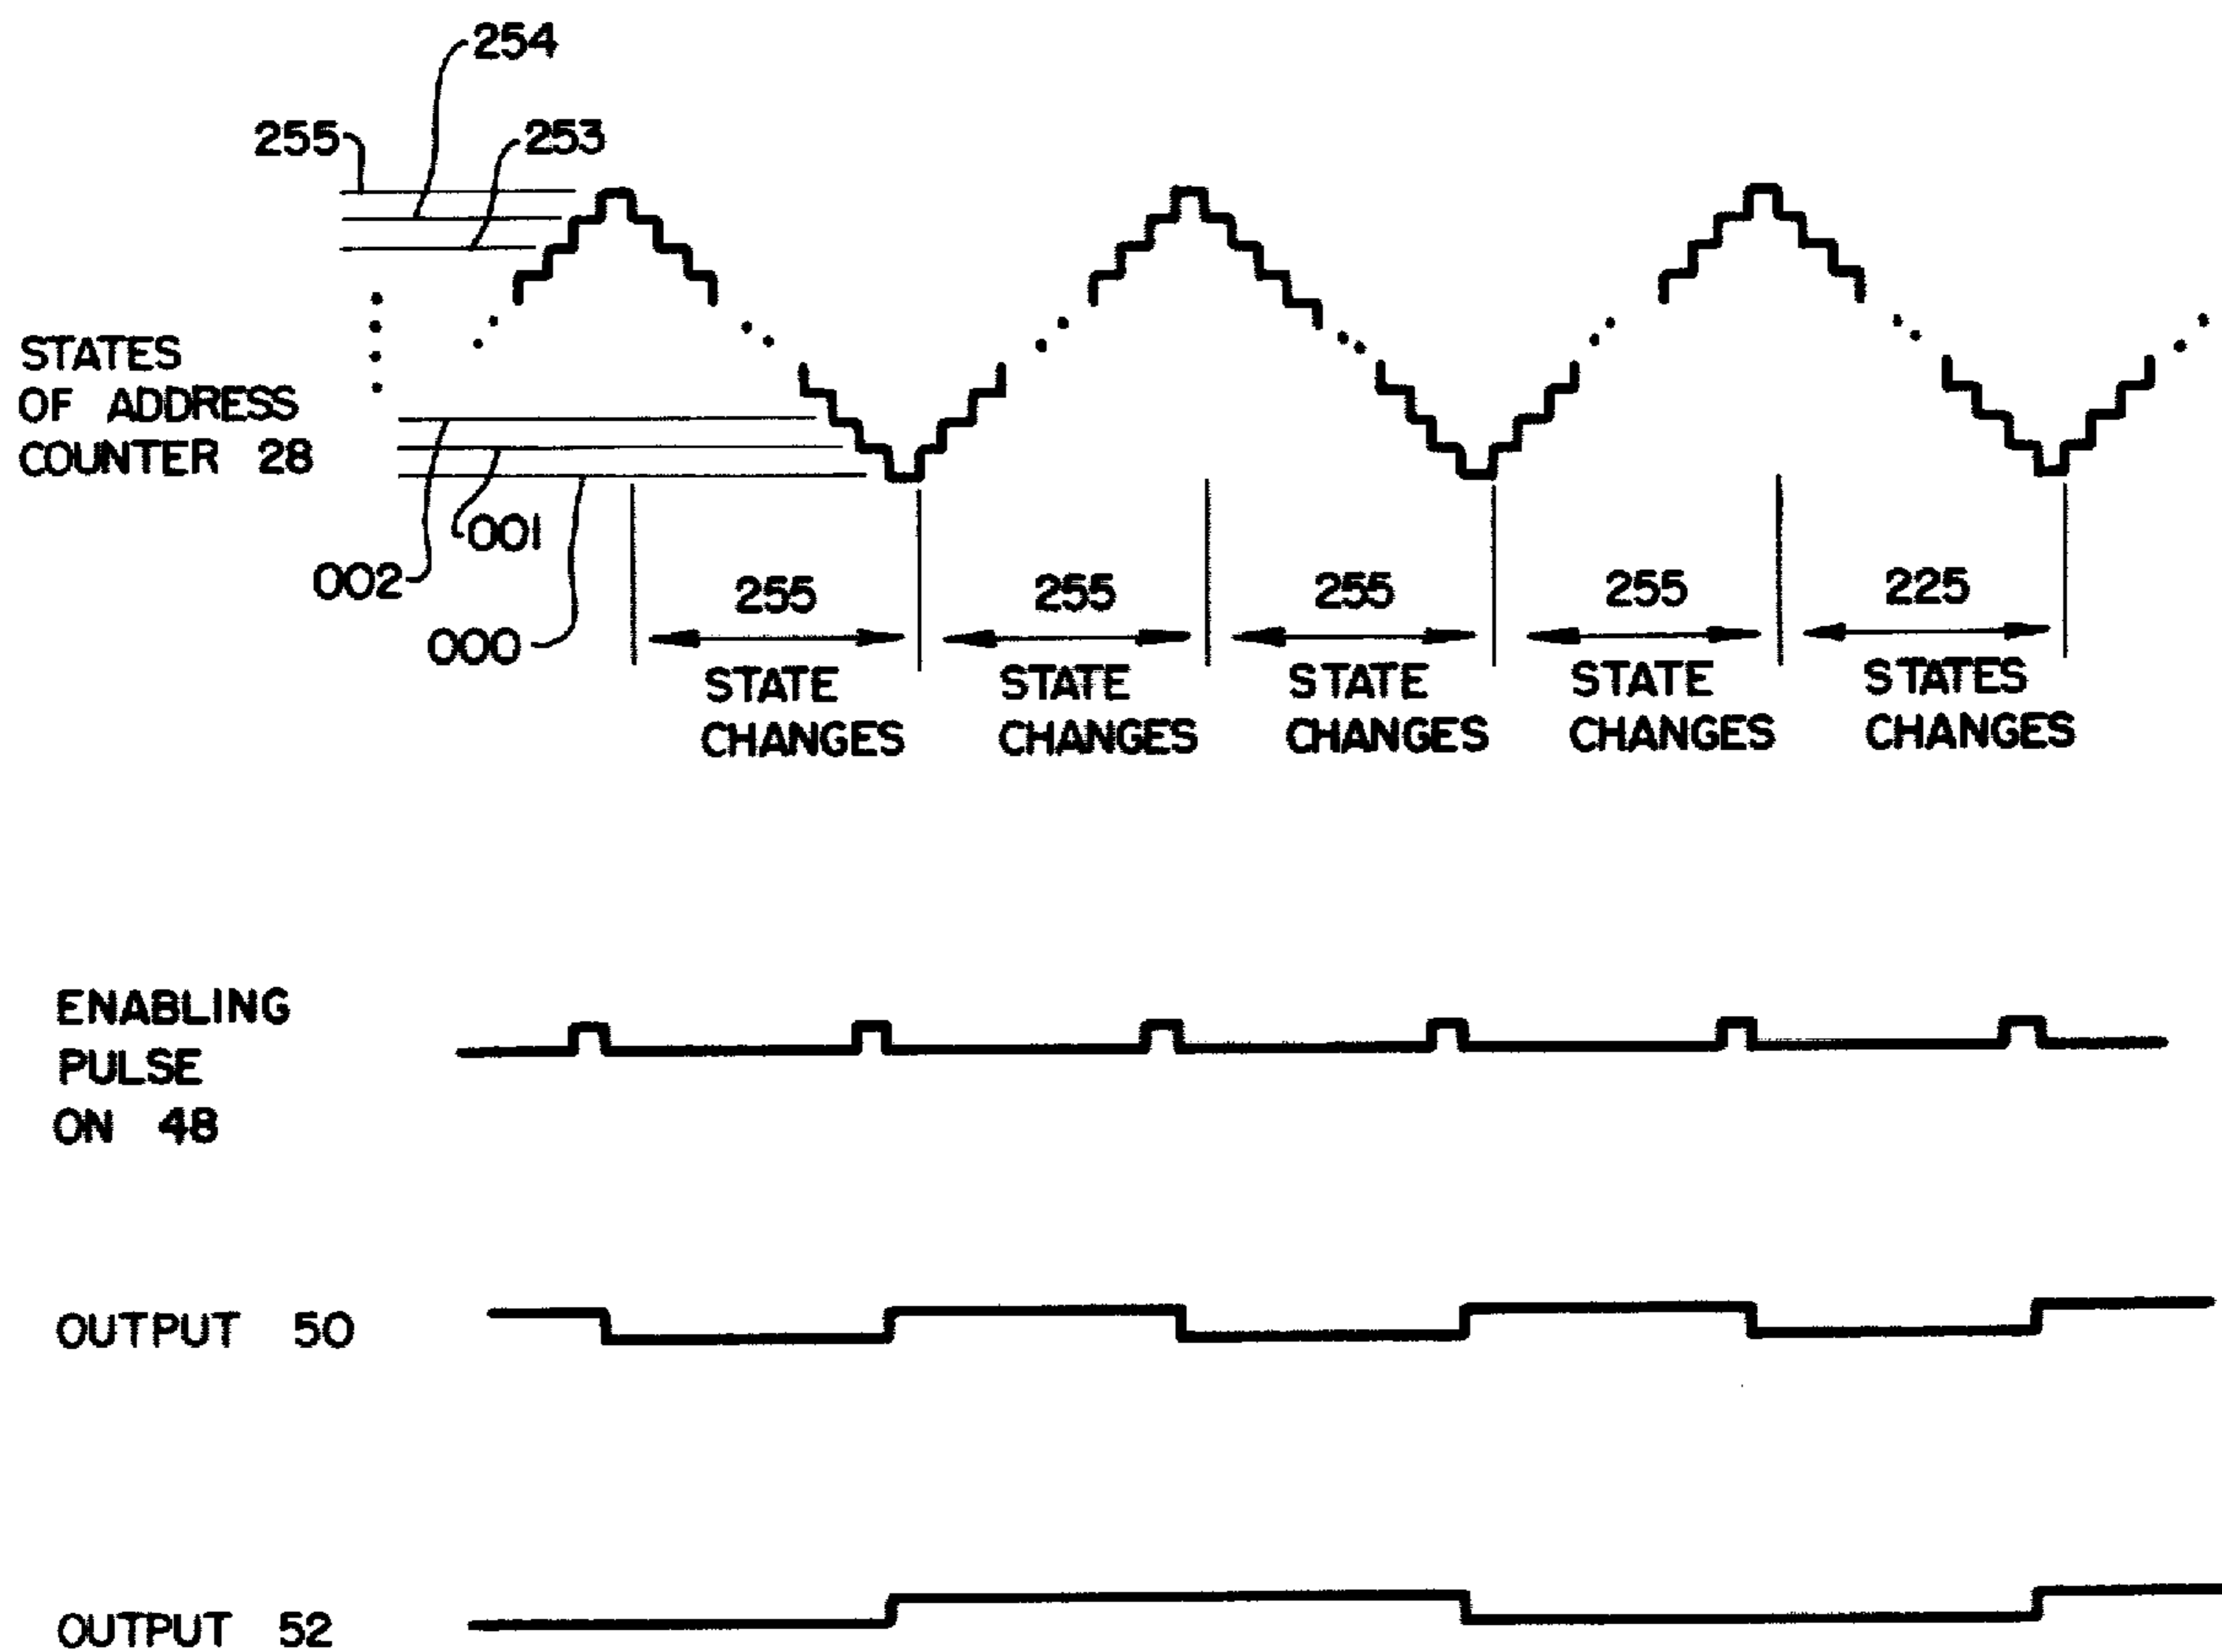 254
255
253
STATES
OF ADDRESS
COUNTER 28
001
002
000
255
STATE
CHANGES
255
STATE
CHANGES
255
STATE
CHANGES
255
STATE
CHANGES
225
STATES
CHANGES
ENABLING
PULSE
ON 48
OUTPUT 50
OUTPUT 52